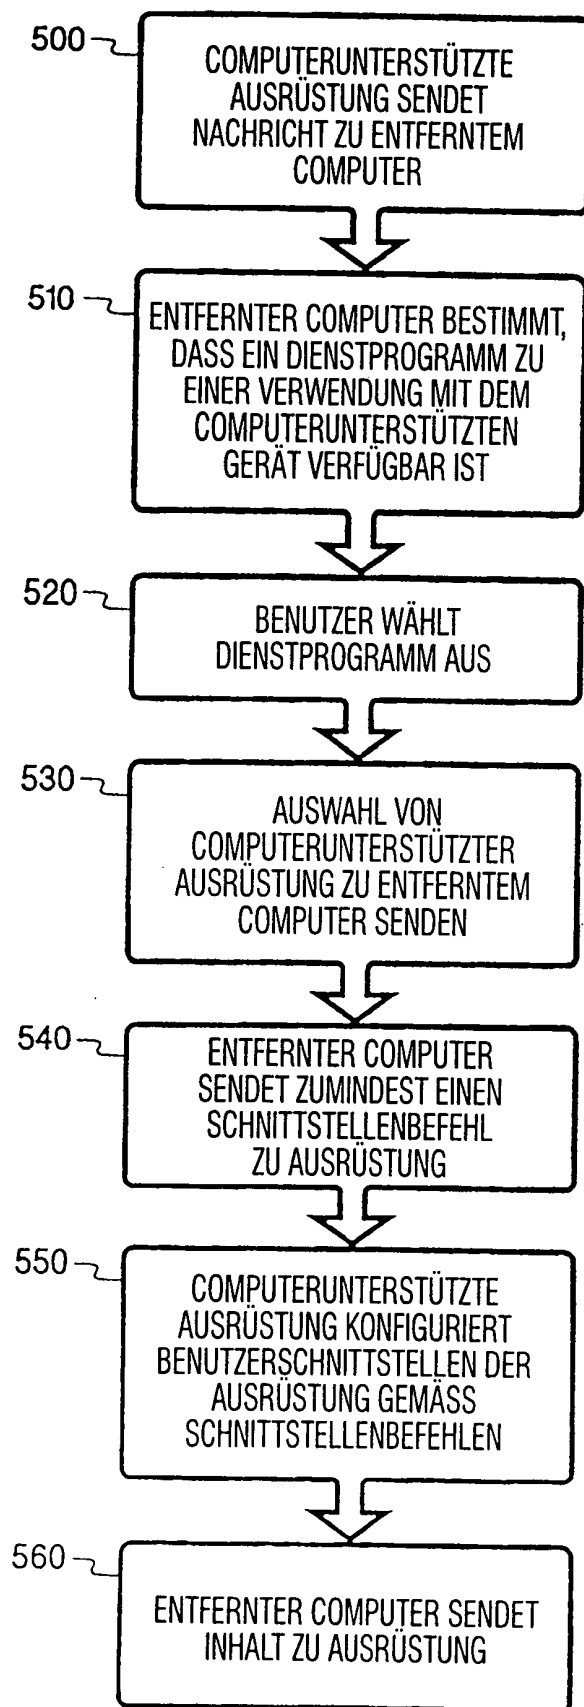 500
COMPUTERUNTERSTÜTZTE
AUSRÜSTUNG SENDET
NACHRICHT ZU ENTFERNTEM
COMPUTER
510
ENTFERNTER COMPUTER BESTIMMT,
DASS EIN DIENSTPROGRAMM ZU
EINER VERWENDUNG MIT DEM
COMPUTERUNTERSTÜTZTEN
GERÄT VERFÜGBAR IST
520
BENUTZER WÄHLT
DIENSTPROGRAMM AUS
530
AUSWAHL VON
COMPUTERUNTERSTÜTZTER
AUSRÜSTUNG ZU ENTFERNTEM
COMPUTER SENDEN
540
ENTFERNTER COMPUTER
SENDET ZUMINDEST EINEN
SCHNITTSTELLENBEFEHL
ZU AUSRÜSTUNG
550
COMPUTERUNTERSTÜTZTE
AUSRÜSTUNG KONFIGURIERT
BENUTZERSCHNITTSTELLEN DER
AUSRÜSTUNG GEMÄSS
SCHNITTSTELLENBEFEHLEN
560
ENTFERNTER COMPUTER SENDET
INHALT ZU AUSRÜSTUNG